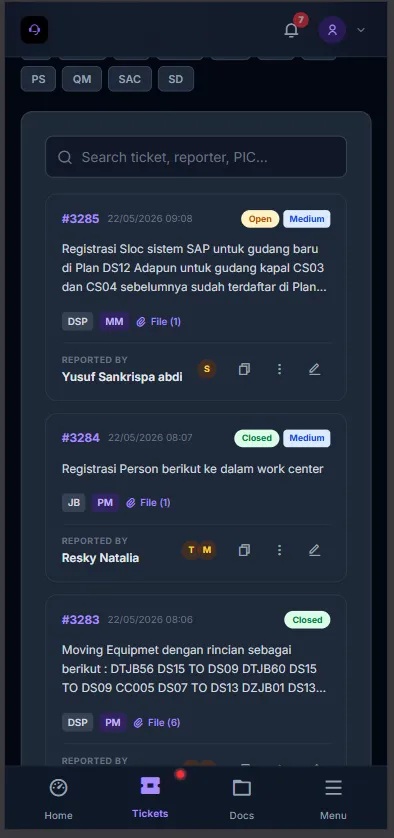 7
PS QM SAC SD
Search ticket, reporter, PIC...
#3285 22/05/2026 09:08 Open Medium
Registrasi Sloc sistem SAP untuk gudang baru
di Plan DS12 Adapun untuk gudang kapal CS03
dan CS04 sebelumnya sudah terdaftar di Plan...
DSP MM File (1)
REPORTED BY
Yusuf Sankrispa abdi S
#3284 22/05/2026 08:07 Closed Medium
Registrasi Person berikut ke dalam work center
JB PM File (1)
REPORTED BY
Resky Natalia T M
#3283 22/05/2026 08:06 Closed
Moving Equipmet dengan rincian sebagai
berikut : DTJB56 DS15 TO DS09 DTJB60 DS15
TO DS09 CC005 DS07 TO DS13 DZJB01 DS13...
DSP PM File (6)
REPORTED BY
Home Tickets Docs Menu